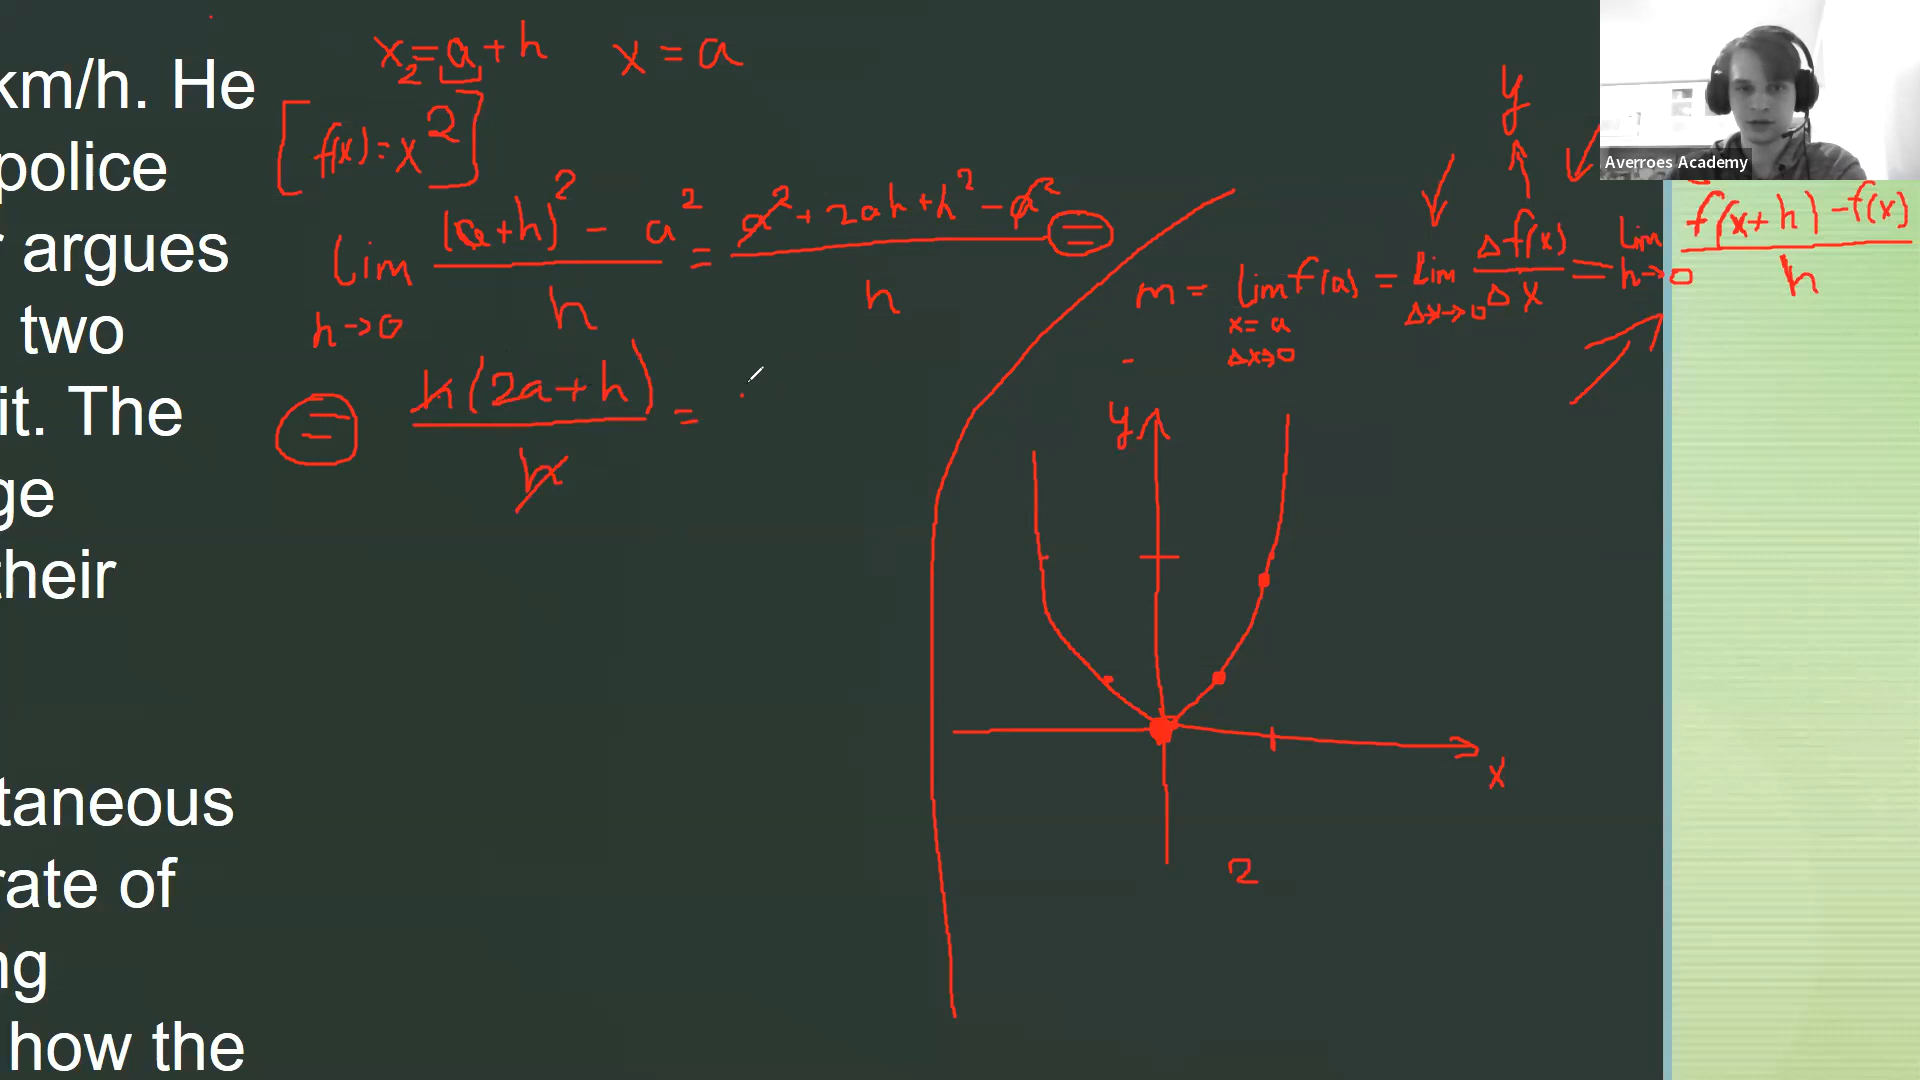 x₂ = a + h    x = a
km/h. He
[f(x) = x²]
police
lim h→0 ((a+h)² - a²)/h = (a² + 2ah + h² - a²)/h =
argues
two
= h(2a + h)/h =
it. The
ge
their
taneous
rate of
ng
how the
y
Averroes Academy
m = lim x=a Δx→0 f(a) = lim Δx→0 Δf(x)/Δx = lim h→0 (f(x+h) - f(x))/h
y
x
2